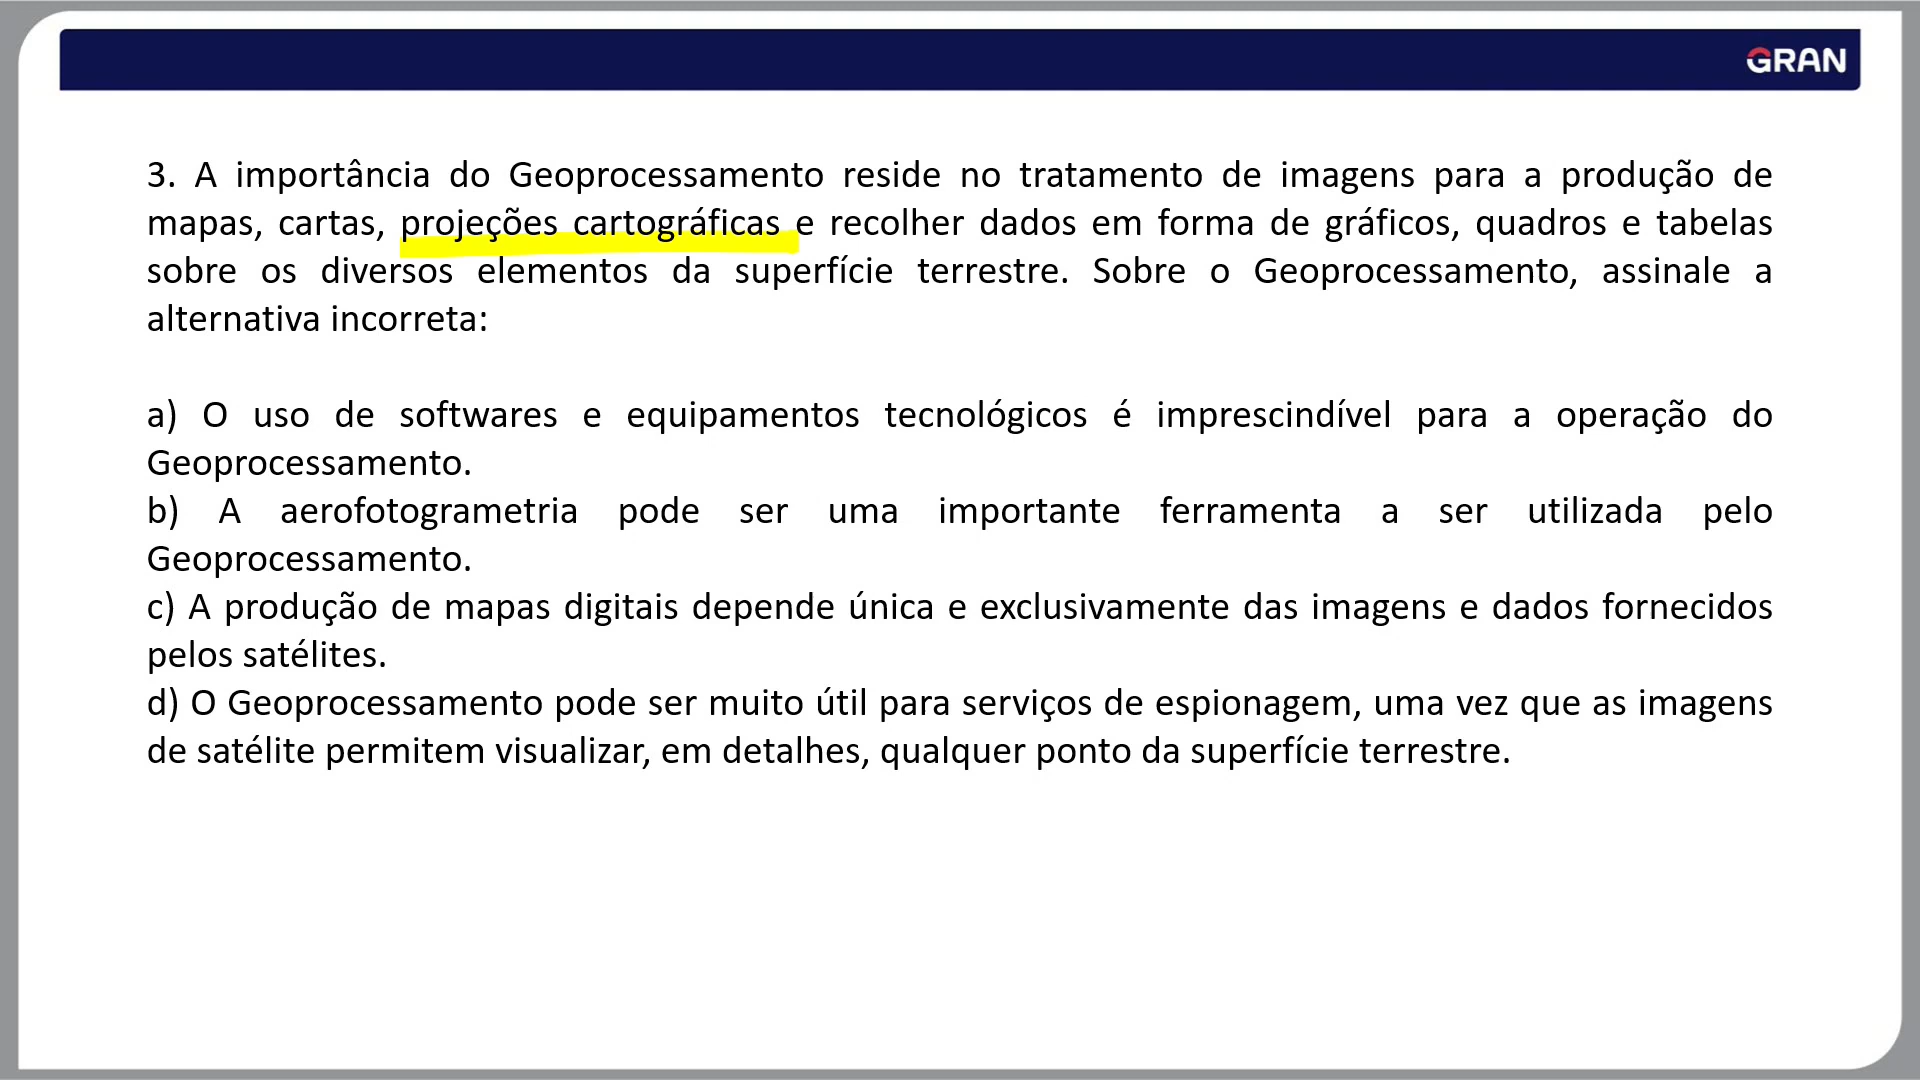 GRAN
3. A importância do Geoprocessamento reside no tratamento de imagens para a produção de
mapas, cartas, projeções cartográficas e recolher dados em forma de gráficos, quadros e tabelas
sobre os diversos elementos da superfície terrestre. Sobre o Geoprocessamento, assinale a
alternativa incorreta:
a) O uso de softwares e equipamentos tecnológicos é imprescindível para a operação do
Geoprocessamento.
b) A aerofotogrametria pode ser uma importante ferramenta a ser utilizada pelo
Geoprocessamento.
c) A produção de mapas digitais depende única e exclusivamente das imagens e dados fornecidos
pelos satélites.
d) O Geoprocessamento pode ser muito útil para serviços de espionagem, uma vez que as imagens
de satélite permitem visualizar, em detalhes, qualquer ponto da superfície terrestre.